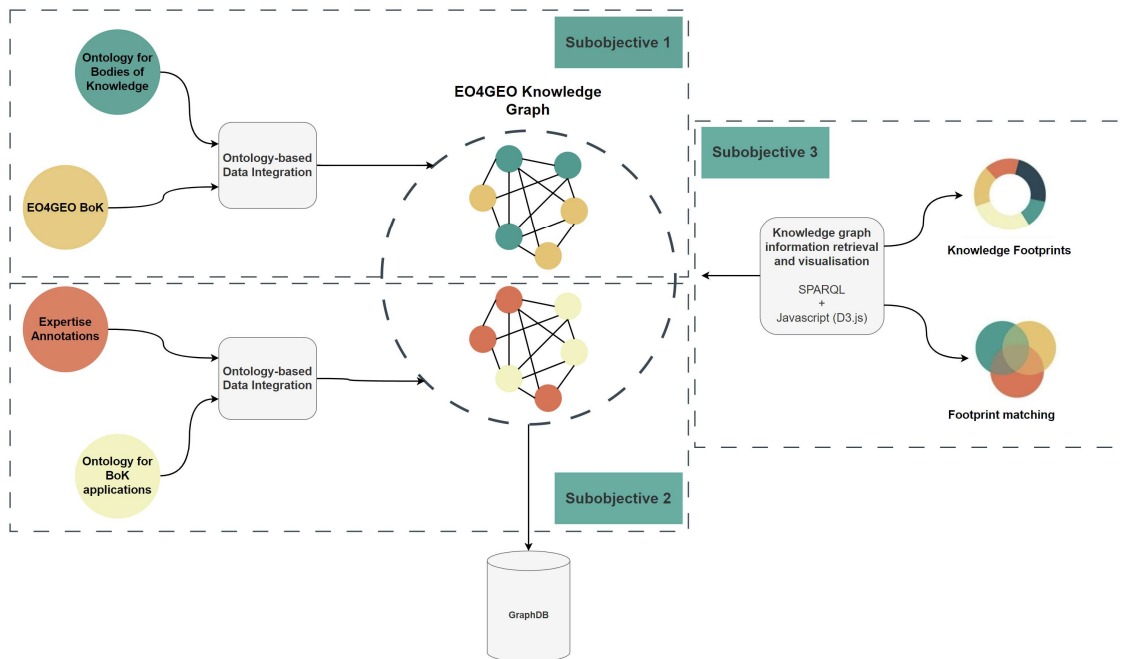 Subobjective 1
Ontology for
Bodies of
Knowledge
EO4GEO Knowledge
Graph
Ontology-based
Data Integration
EO4GEO BoK
Subobjective 3
Knowledge graph
information retrieval
and visualisation
SPARQL
+
Javascript (D3.js)
Knowledge Footprints
Footprint matching
Expertise
Annotations
Ontology-based
Data Integration
Ontology for
BoK
applications
Subobjective 2
GraphDB